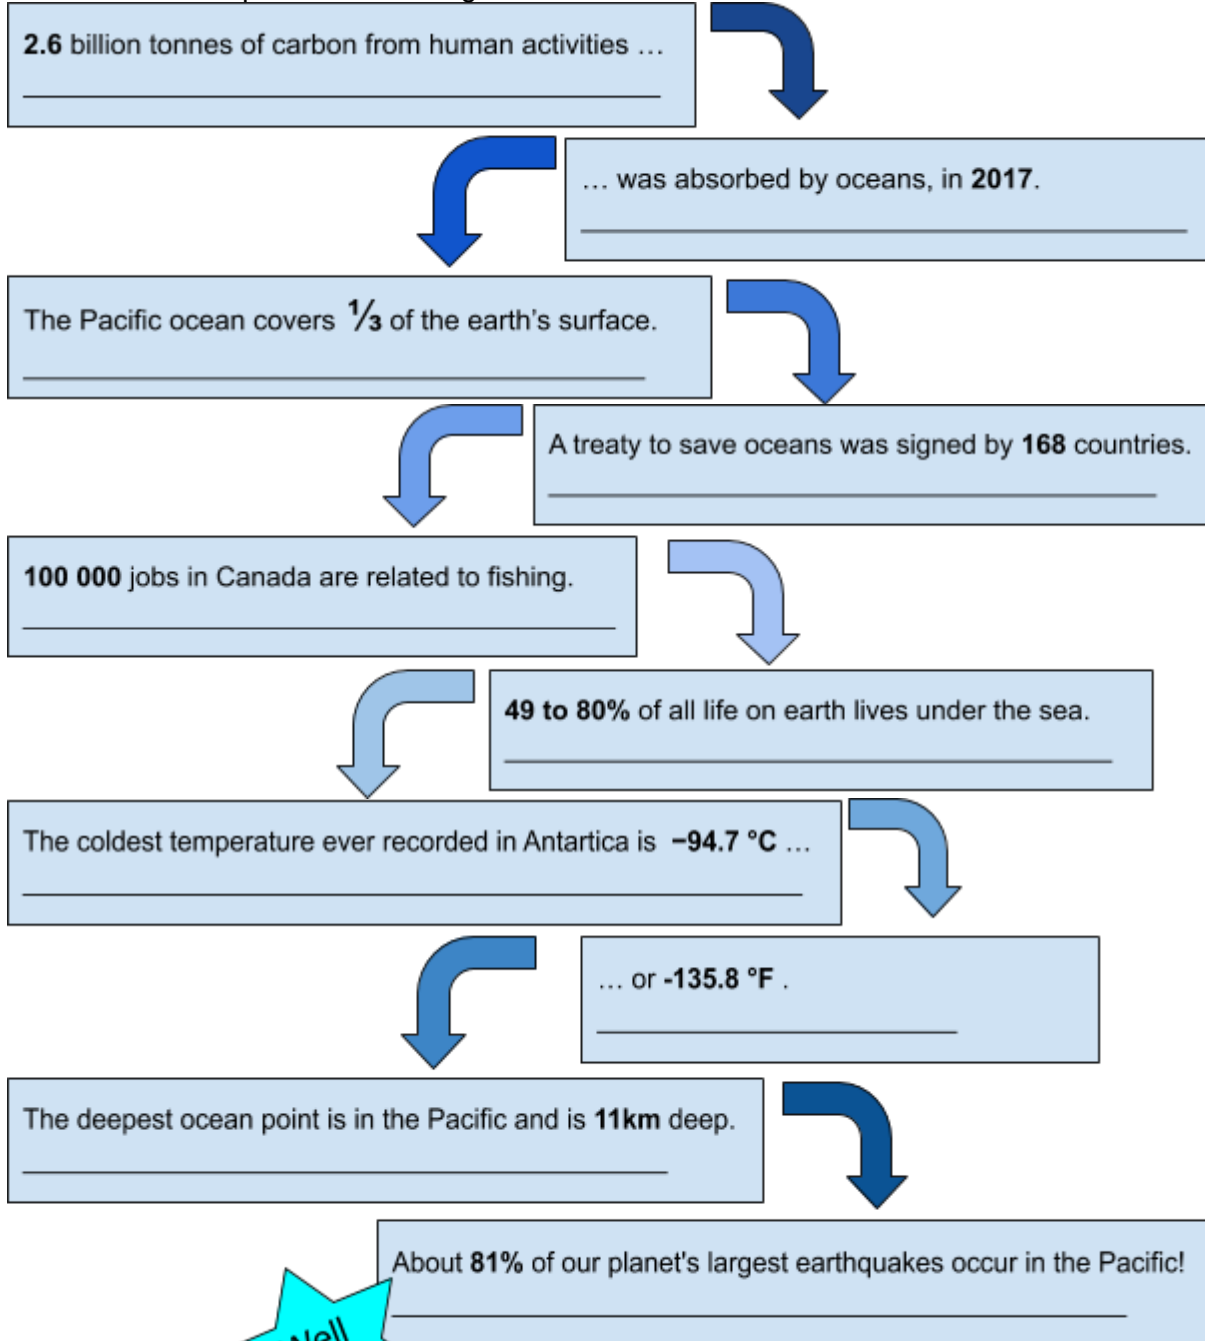 2.6 billion tonnes of carbon from human activities …
… was absorbed by oceans, in 2017.
The Pacific ocean covers ⅓ of the earth's surface.
A treaty to save oceans was signed by 168 countries.
100 000 jobs in Canada are related to fishing.
49 to 80% of all life on earth lives under the sea.
The coldest temperature ever recorded in Antartica is −94.7 °C …
… or -135.8 °F .
The deepest ocean point is in the Pacific and is 11km deep.
About 81% of our planet's largest earthquakes occur in the Pacific!